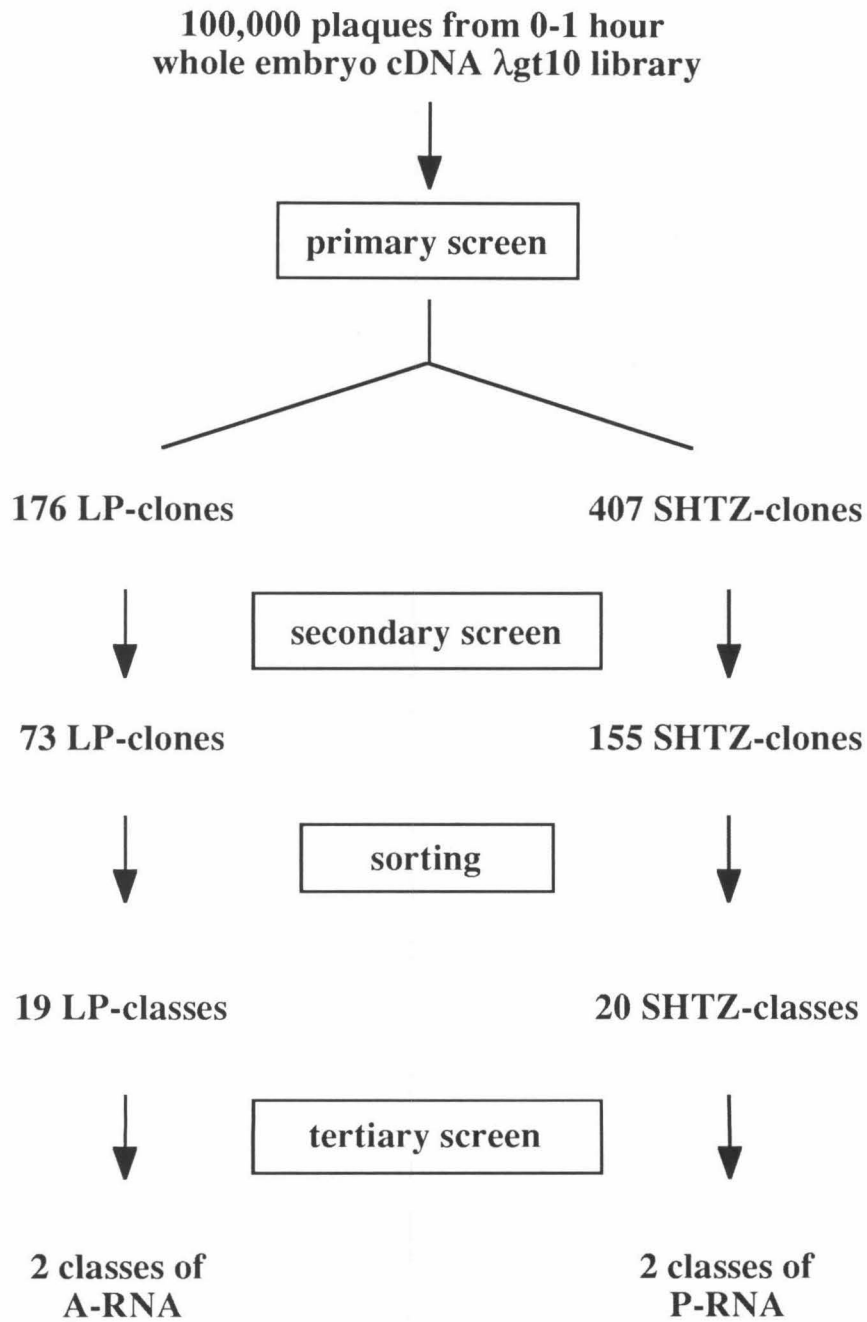 100,000 plaques from 0-1 hour
whole embryo cDNA λgt10 library
primary screen
176 LP-clones
407 SHTZ-clones
secondary screen
73 LP-clones
155 SHTZ-clones
sorting
19 LP-classes
20 SHTZ-classes
tertiary screen
2 classes of
A-RNA
2 classes of
P-RNA